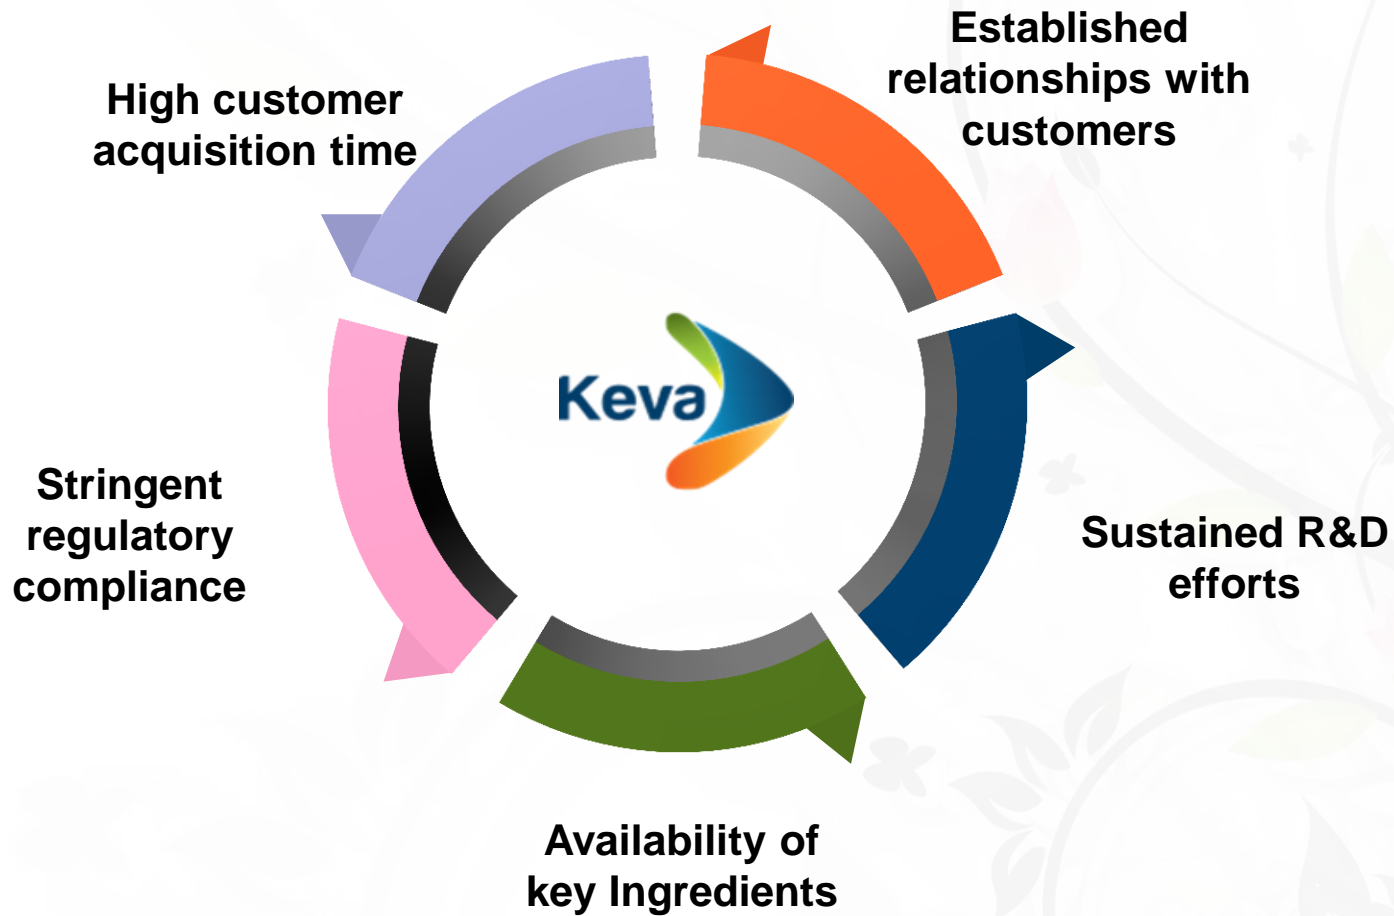 Established
relationships with
customers
High customer
acquisition time
Keva
Stringent
regulatory
compliance
Sustained R&D
efforts
Availability of
key Ingredients